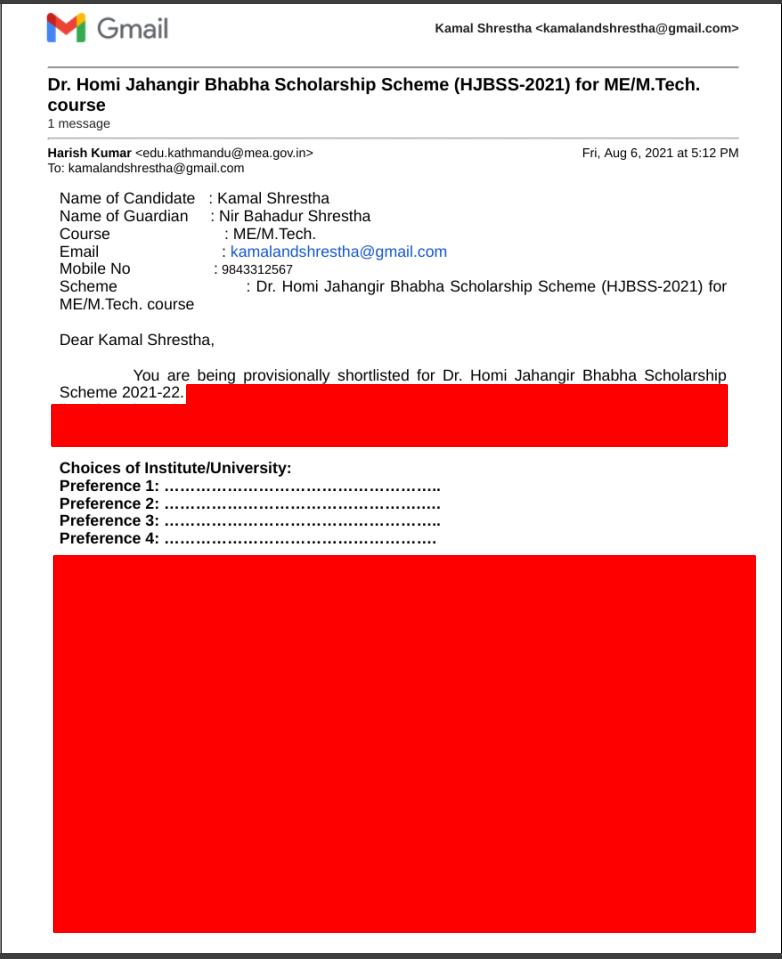 Gmail
Kamal Shrestha <kamalandshrestha@gmail.com>
Dr. Homi Jahangir Bhabha Scholarship Scheme (HJBSS-2021) for ME/M.Tech.
course
1 message
Harish Kumar <edu.kathmandu@mea.gov.in> Fri, Aug 6, 2021 at 5:12 PM
To: kamalandshrestha@gmail.com
Name of Candidate : Kamal Shrestha
Name of Guardian : Nir Bahadur Shrestha
Course : ME/M.Tech.
Email : kamalandshrestha@gmail.com
Mobile No : 9843312567
Scheme : Dr. Homi Jahangir Bhabha Scholarship Scheme (HJBSS-2021) for
ME/M.Tech. course
Dear Kamal Shrestha,
You are being provisionally shortlisted for Dr. Homi Jahangir Bhabha Scholarship
Scheme 2021-22.
Choices of Institute/University:
Preference 1: ……………………………………………..
Preference 2: …………………………………………….…..
Preference 3: ……………………………………………..
Preference 4: …………………………………………….